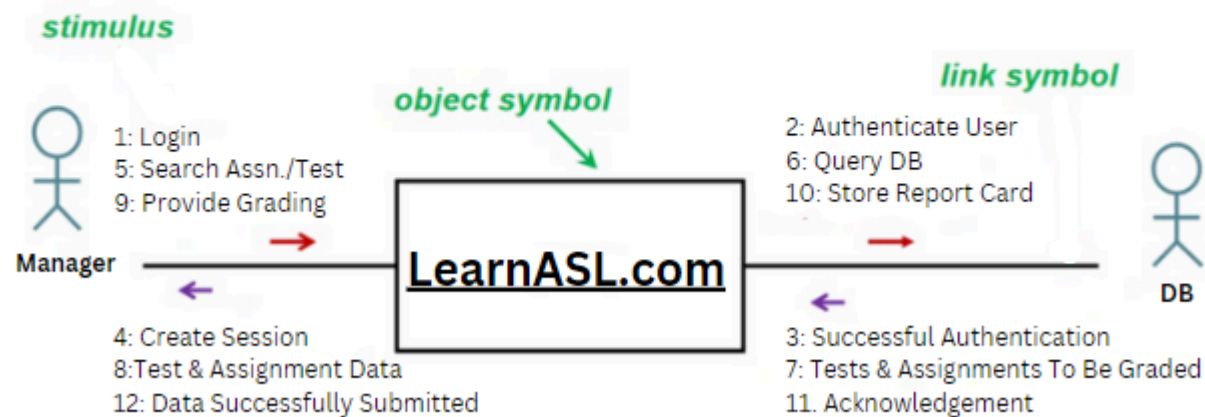 stimulus
object symbol
link symbol
1: Login
5: Search Assn./Test
9: Provide Grading
2: Authenticate User
6: Query DB
10: Store Report Card
Manager
LearnASL.com
DB
4: Create Session
8:Test & Assignment Data
12: Data Successfully Submitted
3: Successful Authentication
7: Tests & Assignments To Be Graded
11. Acknowledgement